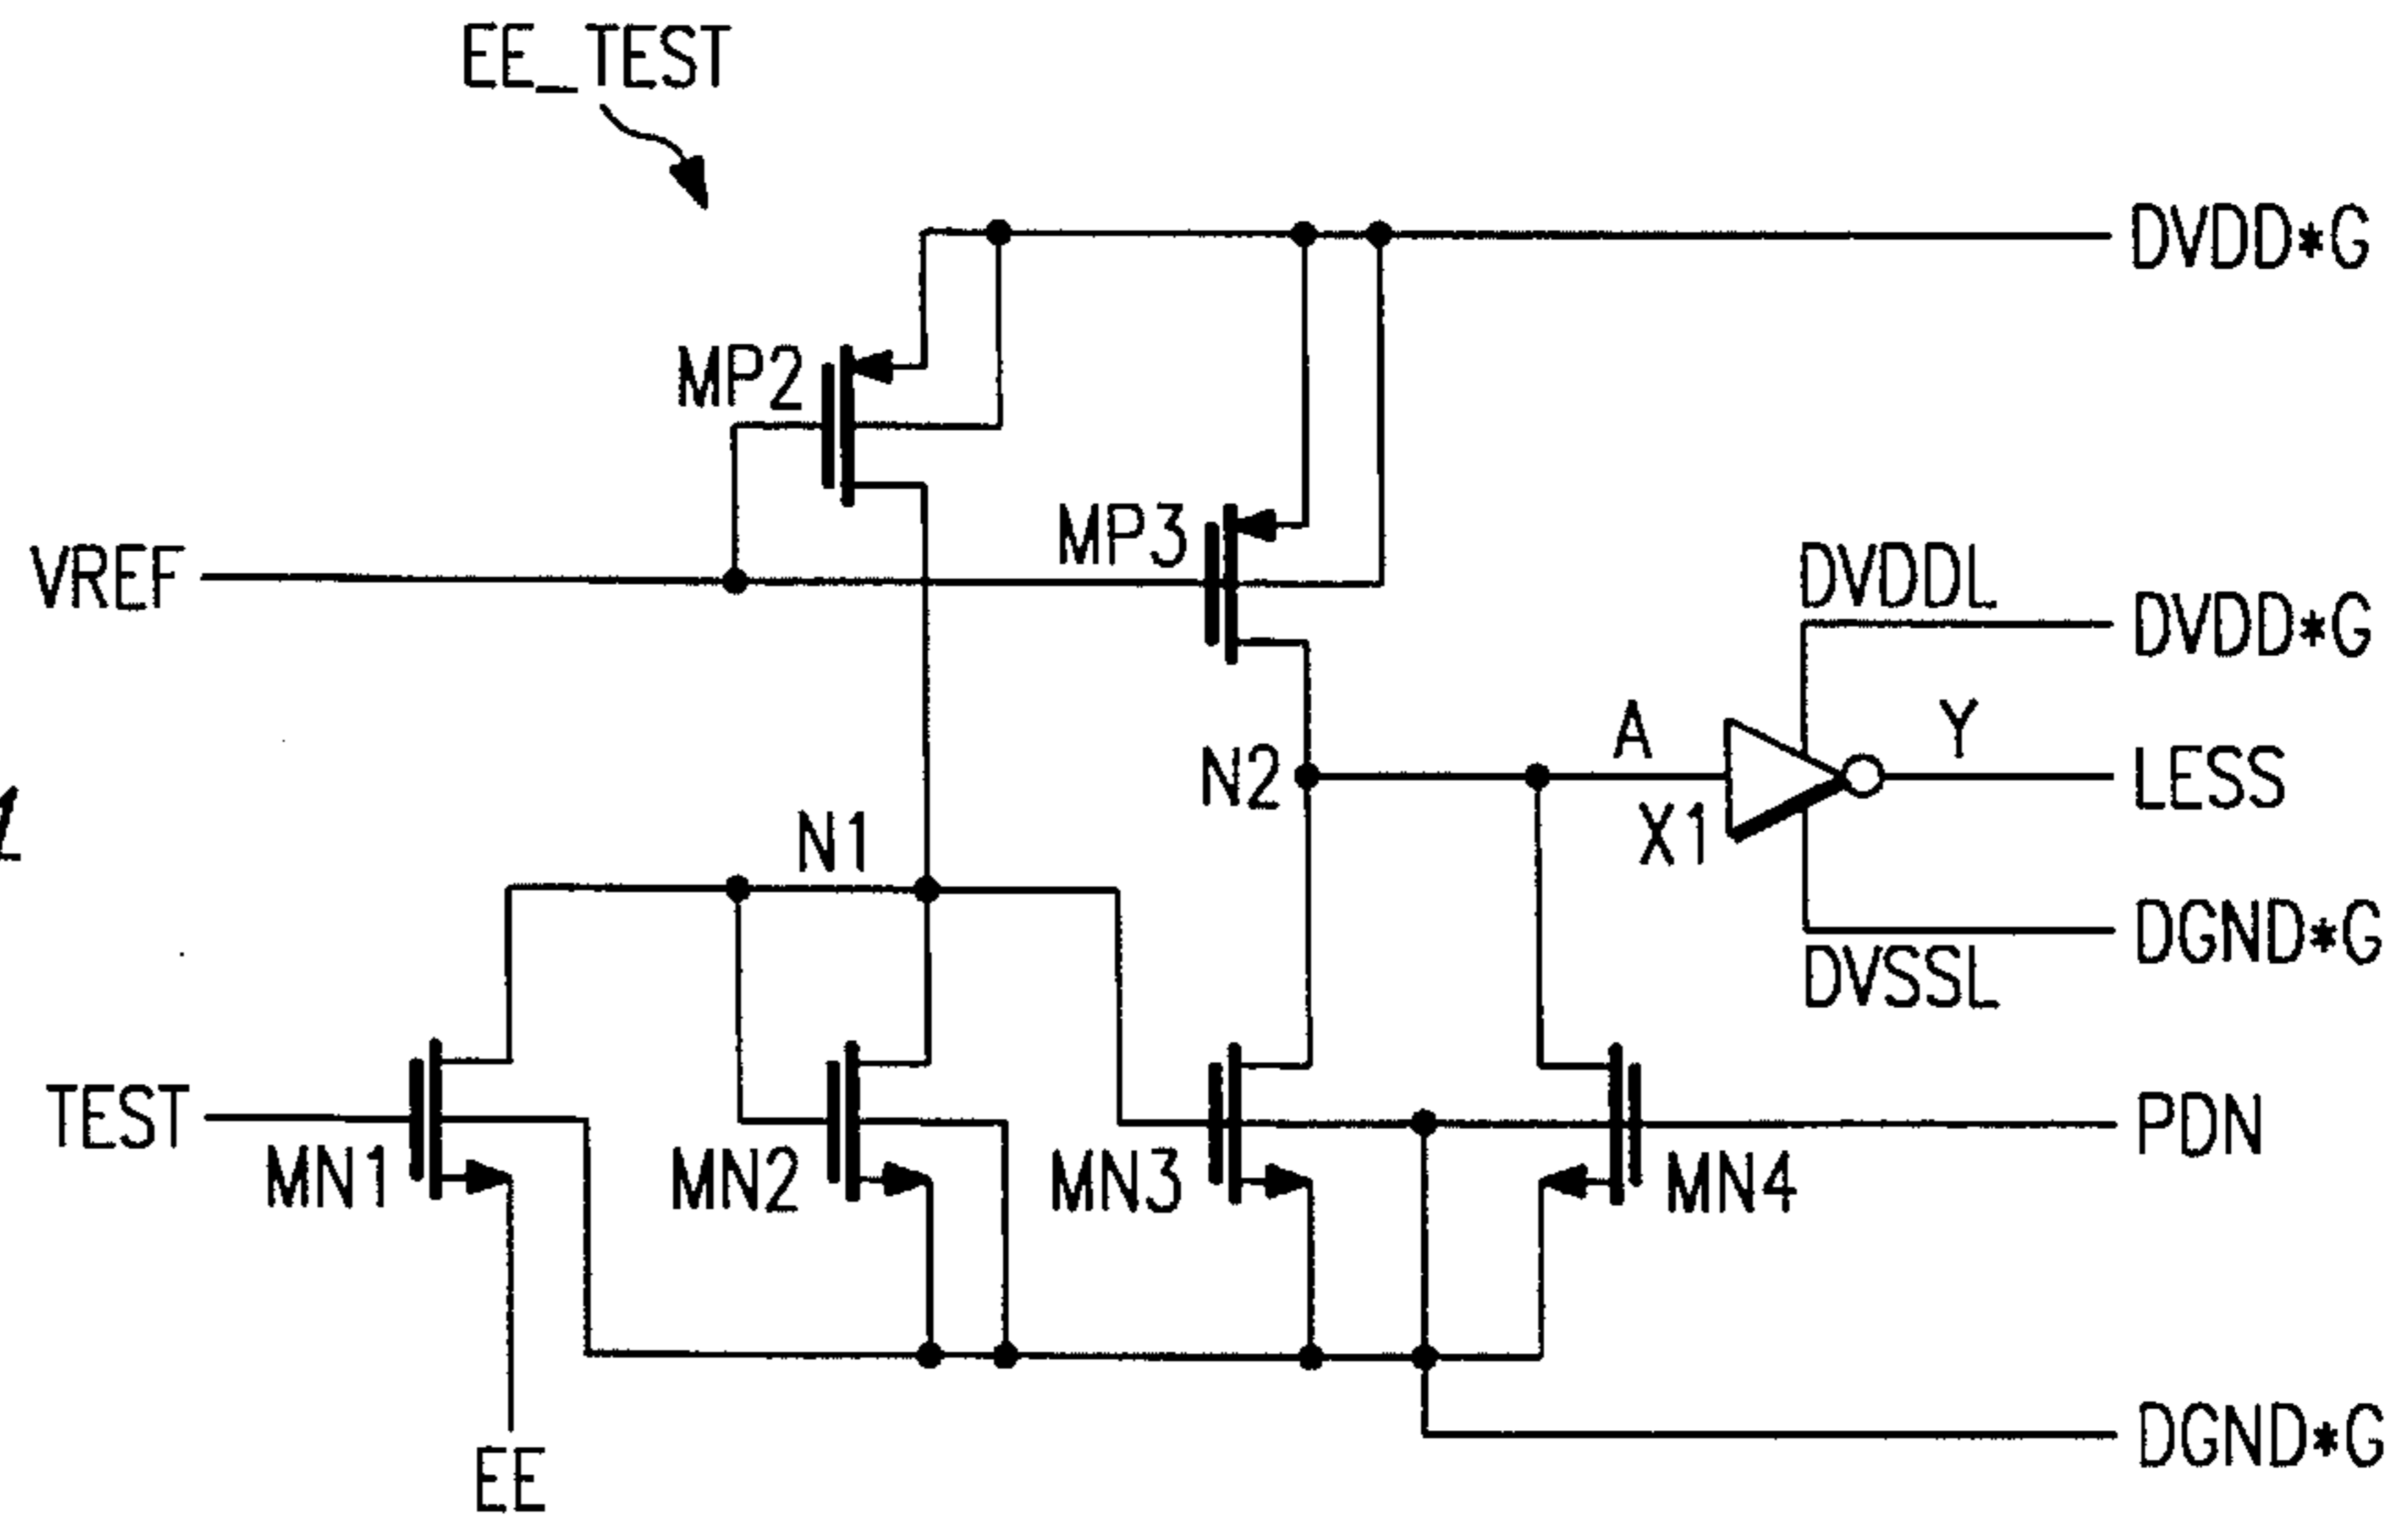 EE_TEST
DVDD*G
MP2
MP3
VREF
DVDDL
DVDD*G
A
Y
N2
LESS
X1
N1
DGND*G
DVSSL
TEST
PDN
MN1
MN2
MN3
MN4
DGND*G
EE